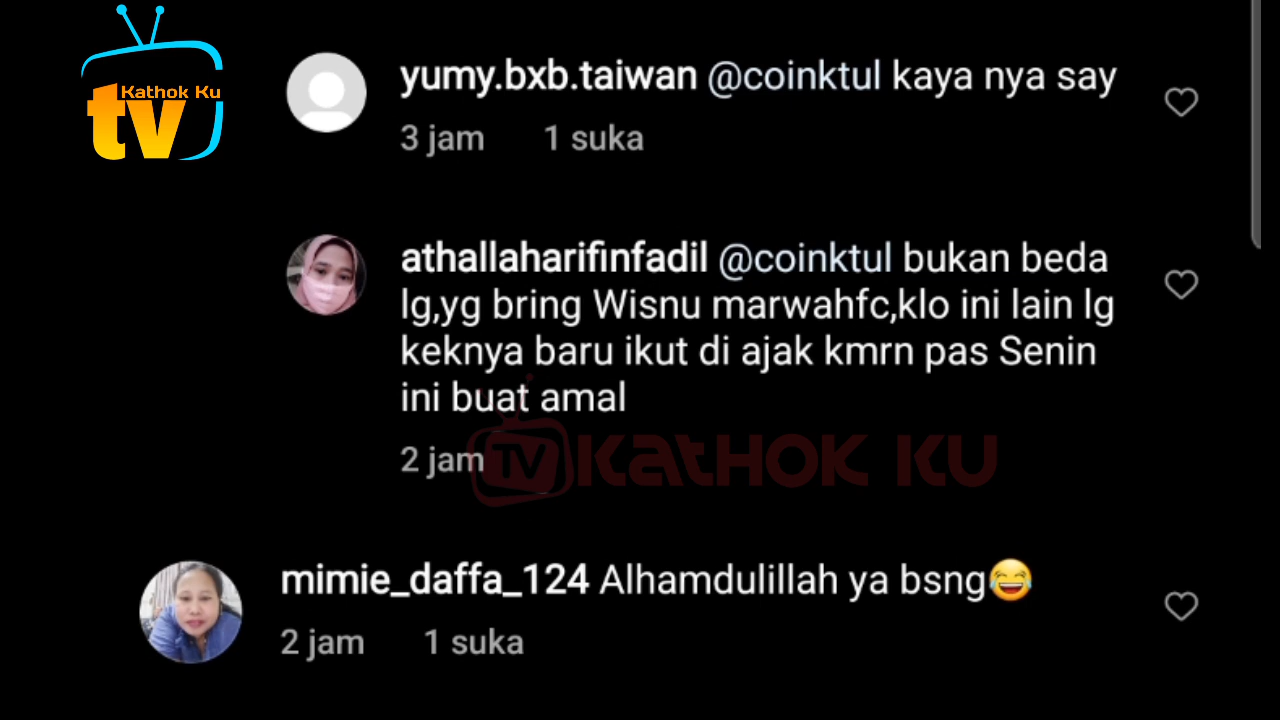 Kathok Ku
tv
yumy.bxb.taiwan @coinktul kaya nya say
3 jam 1 suka
athallaharifinfadil @coinktul bukan beda
lg,yg bring Wisnu marwahfc,klo ini lain lg
keknya baru ikut di ajak kmrn pas Senin
ini buat amal
2 jam
TV KATHOK KU
mimie_daffa_124 Alhamdulillah ya bsng😂
2 jam 1 suka